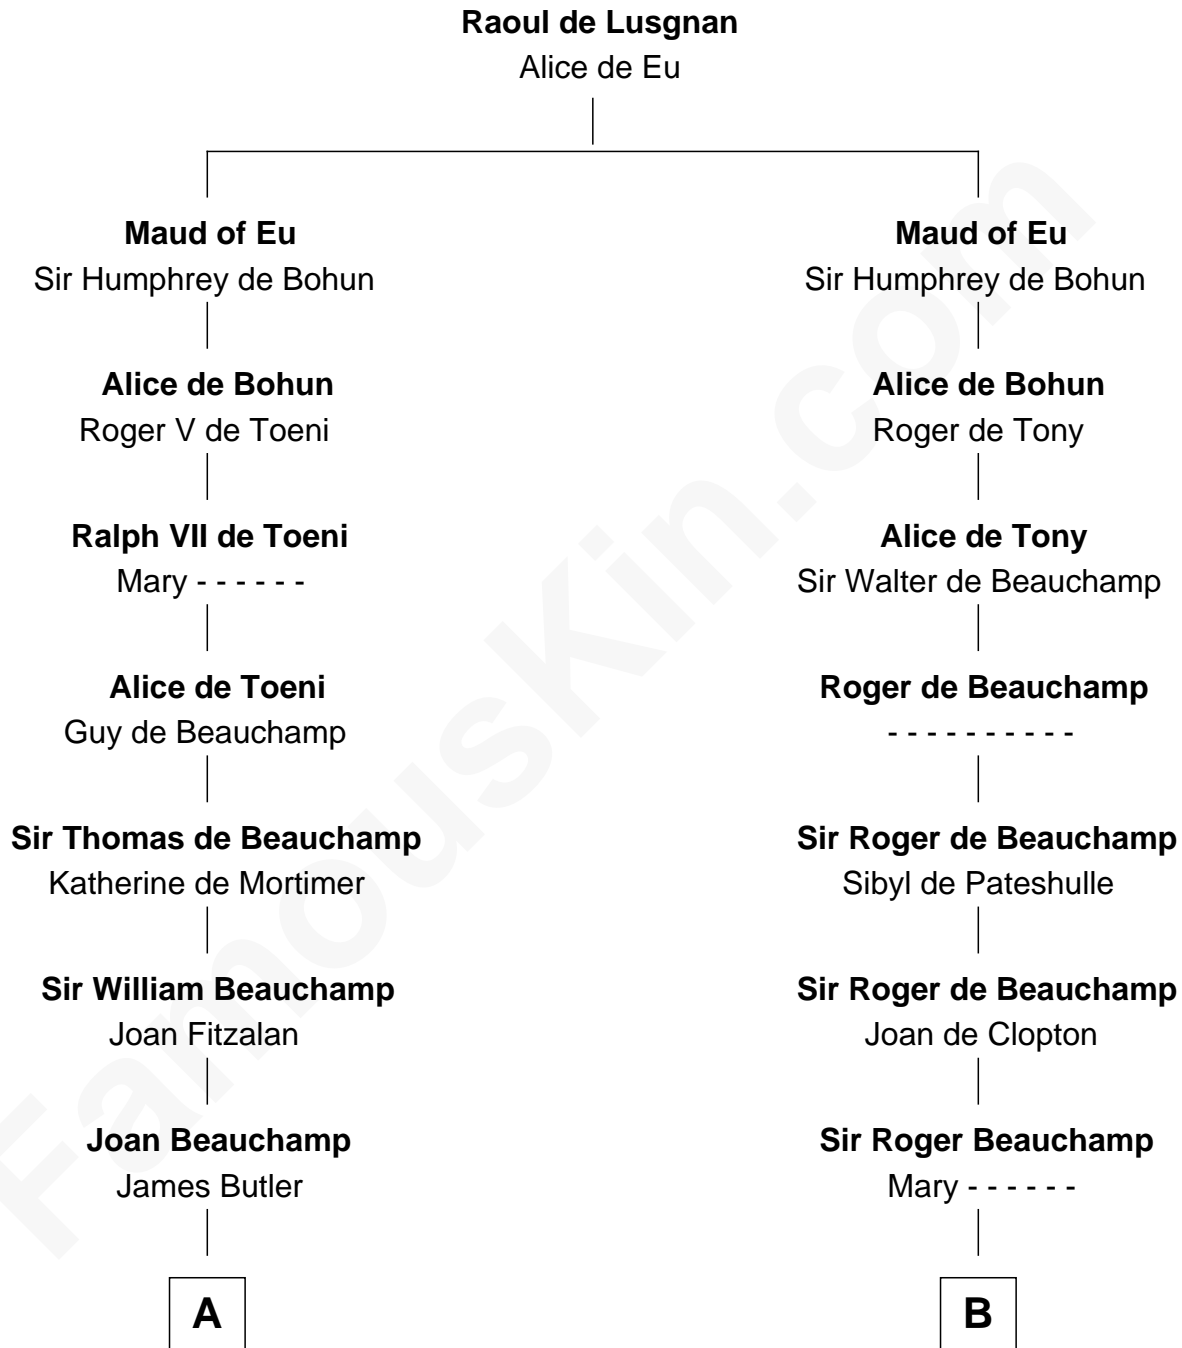 Raoul de Lusgnan
Alice de Eu
Maud of Eu
Sir Humphrey de Bohun
Alice de Bohun
Roger V de Toeni
Ralph VII de Toeni
Mary - - - - - -
Alice de Toeni
Guy de Beauchamp
Sir Thomas de Beauchamp
Katherine de Mortimer
Sir William Beauchamp
Joan Fitzalan
Joan Beauchamp
James Butler
A
Maud of Eu
Sir Humphrey de Bohun
Alice de Bohun
Roger de Tony
Alice de Tony
Sir Walter de Beauchamp
Roger de Beauchamp
- - - - - - - - - -
Sir Roger de Beauchamp
Sibyl de Pateshulle
Sir Roger de Beauchamp
Joan de Clopton
Sir Roger Beauchamp
Mary - - - - - -
B
FamousKin.com